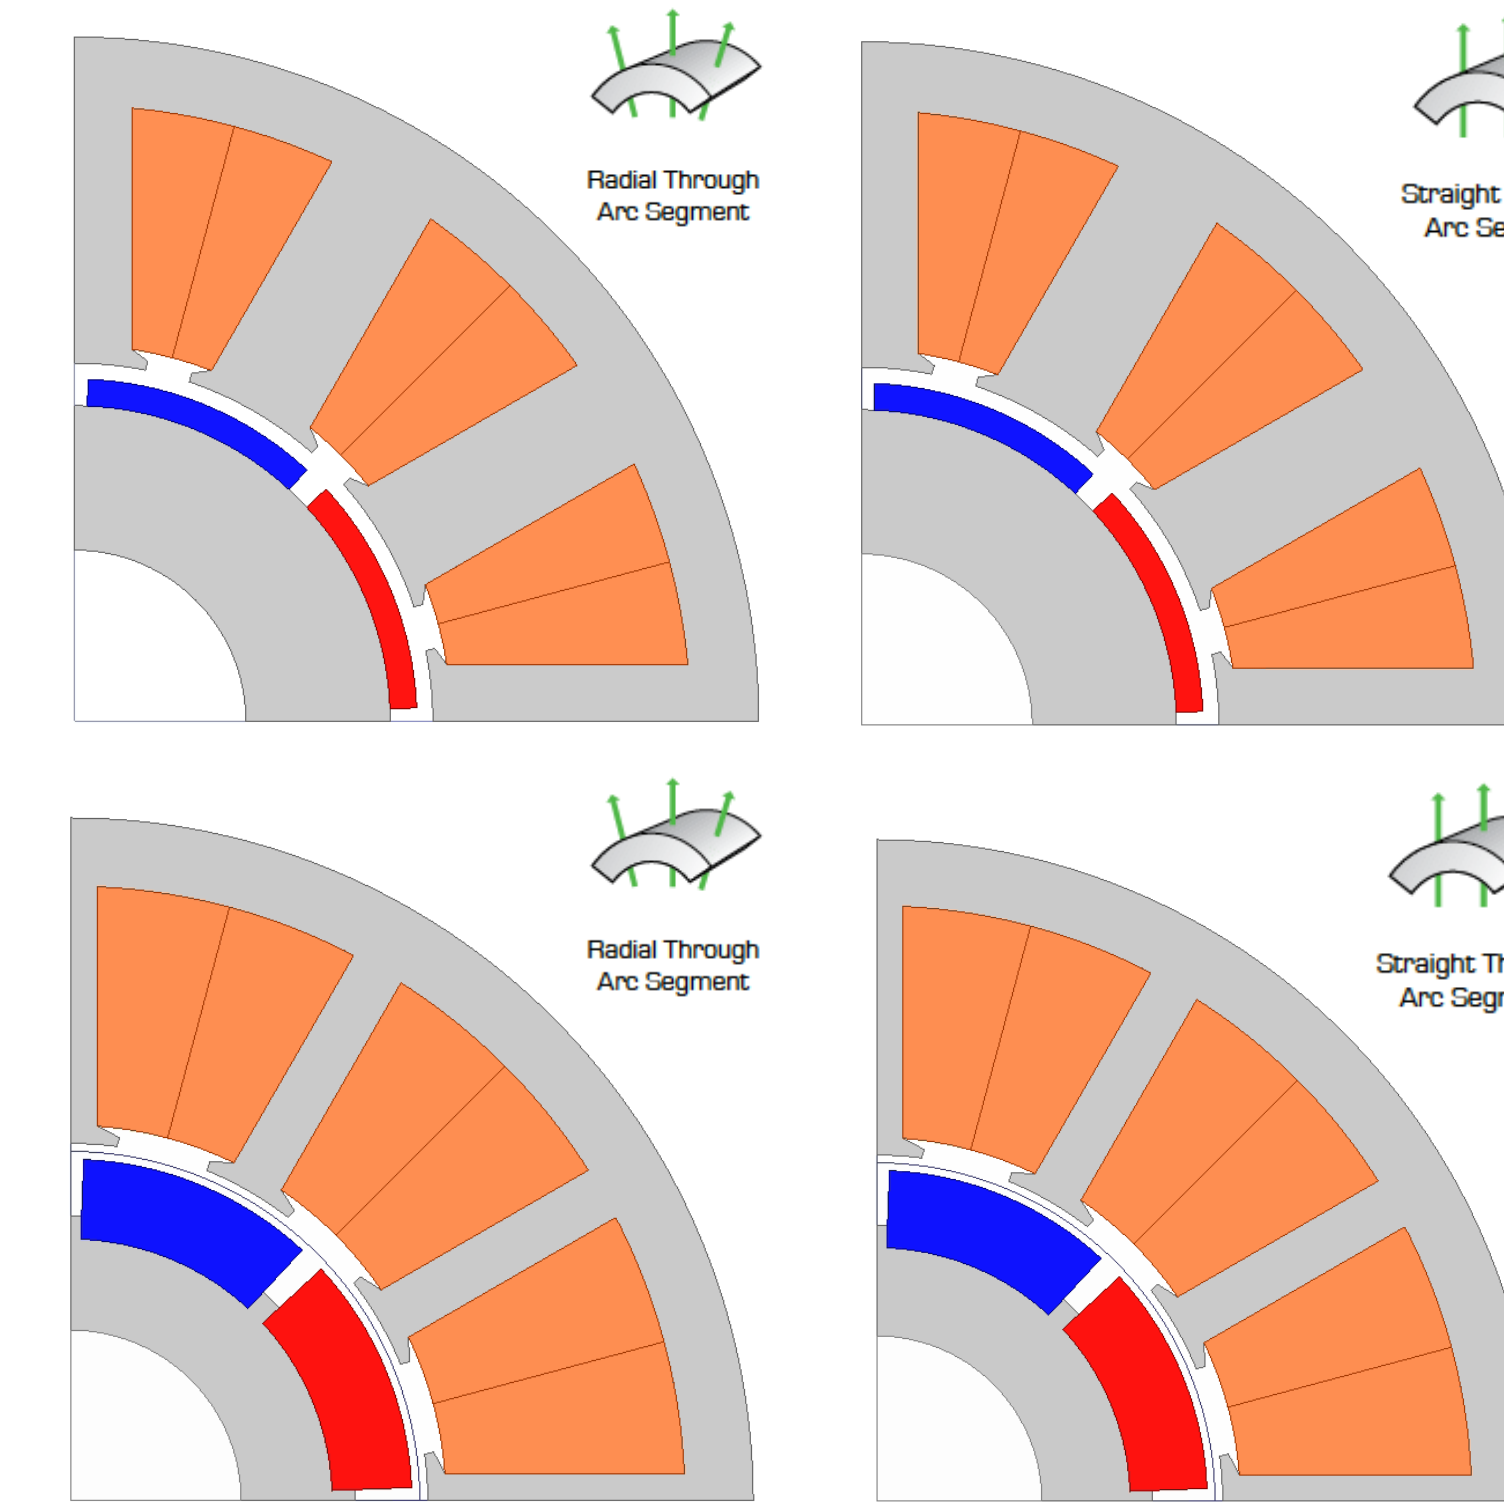 Radial Through
Arc Segment
Straight
Arc Se
Radial Through
Arc Segment
Straight Th
Arc Segr